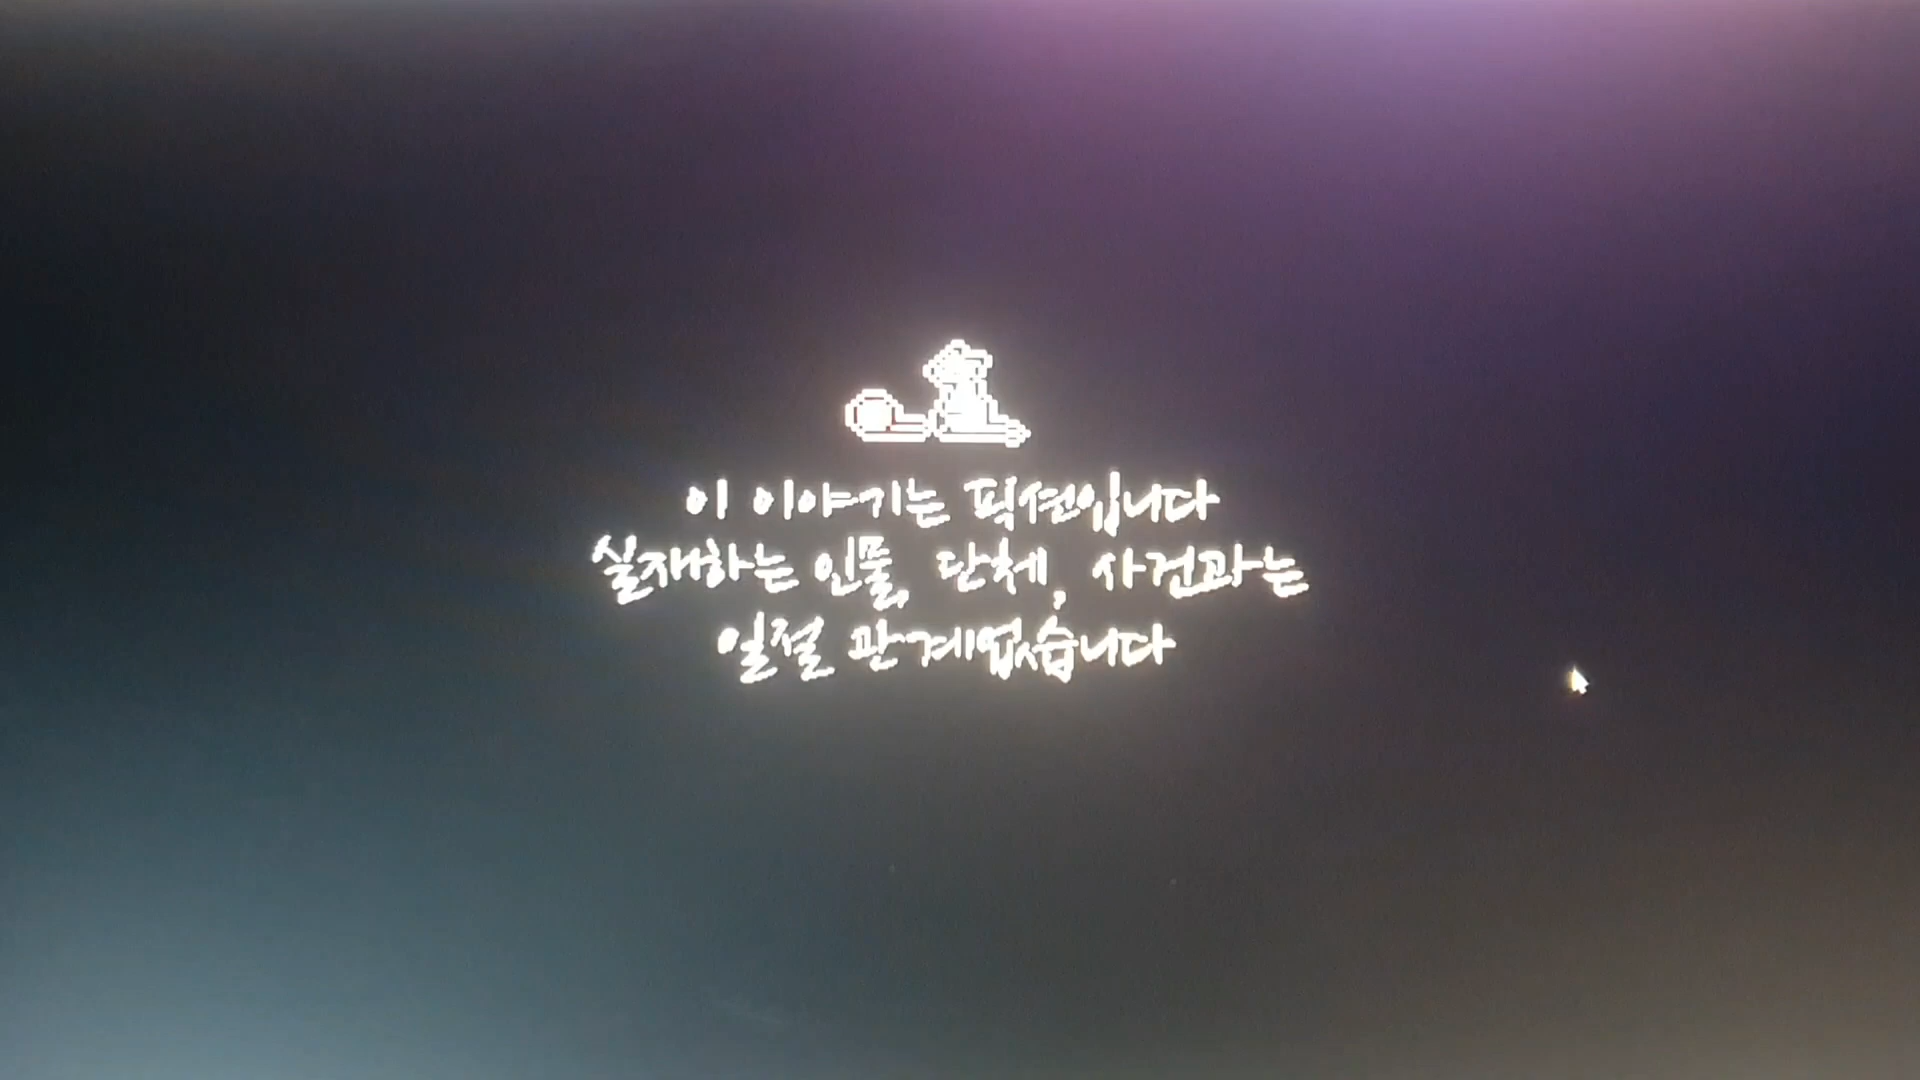 이 이야기는 픽션입니다
실재하는 인물, 단체, 사건과는
일절 관계없습니다